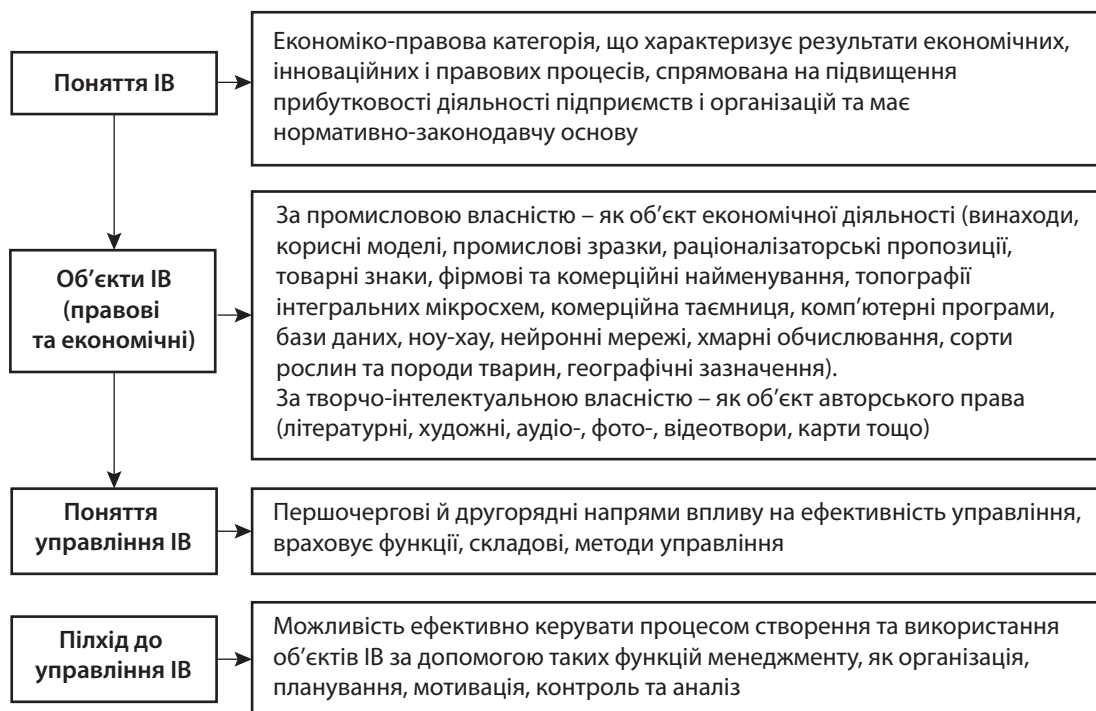 Поняття ІВ
Економіко-правова категорія, що характеризує результати економічних,
інноваційних і правових процесів, спрямована на підвищення
прибутковості діяльності підприємств і організацій та має
нормативно-законодавчу основу
Об’єкти ІВ
(правові
та економічні)
За промисловою власністю – як об’єкт економічної діяльності (винаходи,
корисні моделі, промислові зразки, раціоналізаторські пропозиції,
товарні знаки, фірмові та комерційні найменування, топографії
інтегральних мікросхем, комерційна таємниця, комп’ютерні програми,
бази даних, ноу-хау, нейронні мережі, хмарні обчислювання, сорти
рослин та породи тварин, географічні зазначення).
За творчо-інтелектуальною власністю – як об’єкт авторського права
(літературні, художні, аудіо-, фото-, відеотвори, карти тощо)
Поняття
управління ІВ
Першочергові й другорядні напрями впливу на ефективність управління,
враховує функції, складові, методи управління
Пілхід до
управління ІВ
Можливість ефективно керувати процесом створення та використання
об’єктів ІВ за допомогою таких функцій менеджменту, як організація,
планування, мотивація, контроль та аналіз